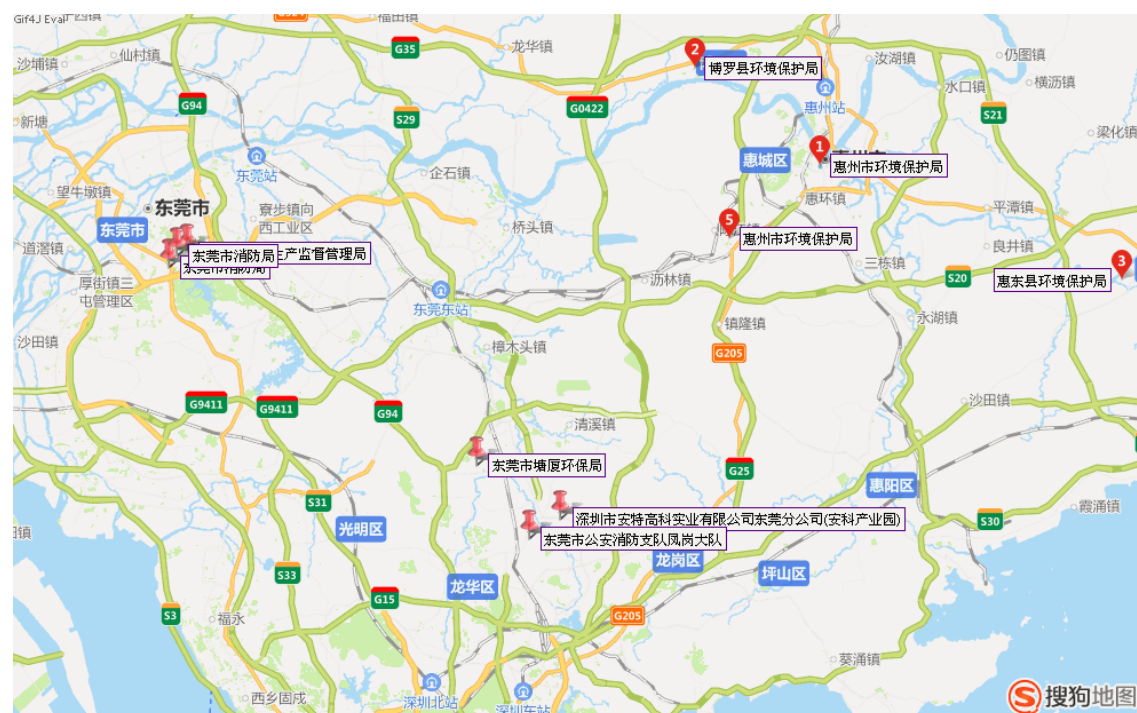 Gif4J Eval
福田镇
龙华镇
仍图镇
仙村镇
G35
2
汝湖镇
沙埔镇
博罗县环境保护局
横沥镇
水口镇
G94
G0422
惠州站
S21
新塘
S29
梁化镇
1
惠城区
惠州市环境保护局
东莞站
企石镇
望牛墩镇
惠环镇
东莞市
寮步镇向
西工业区
平潭镇
东莞市
桥头镇
5
惠州市环境保护局
道滘镇
良井镇
东莞市消防局
生产监督管理局
东莞市消防局
三栋镇
3
厚街镇三
屯管理区
沥林镇
S20
惠东县环境保护局
东莞东站
永湖镇
镇隆镇
沙田镇
樟木头镇
G205
G9411
G9411
G94
沙田镇
清溪镇
东莞市塘厦环保局
G25
惠阳区
S31
霞涌镇
深圳市安特高科实业有限公司东莞分公司(安科产业园)
S30
光明区
东莞市公安消防支队凤岗大队
龙岗区
S33
龙华区
坪山区
G15
S3
福永
G205
葵涌镇
西乡固戍
深圳北站
深圳东站
搜狗地图